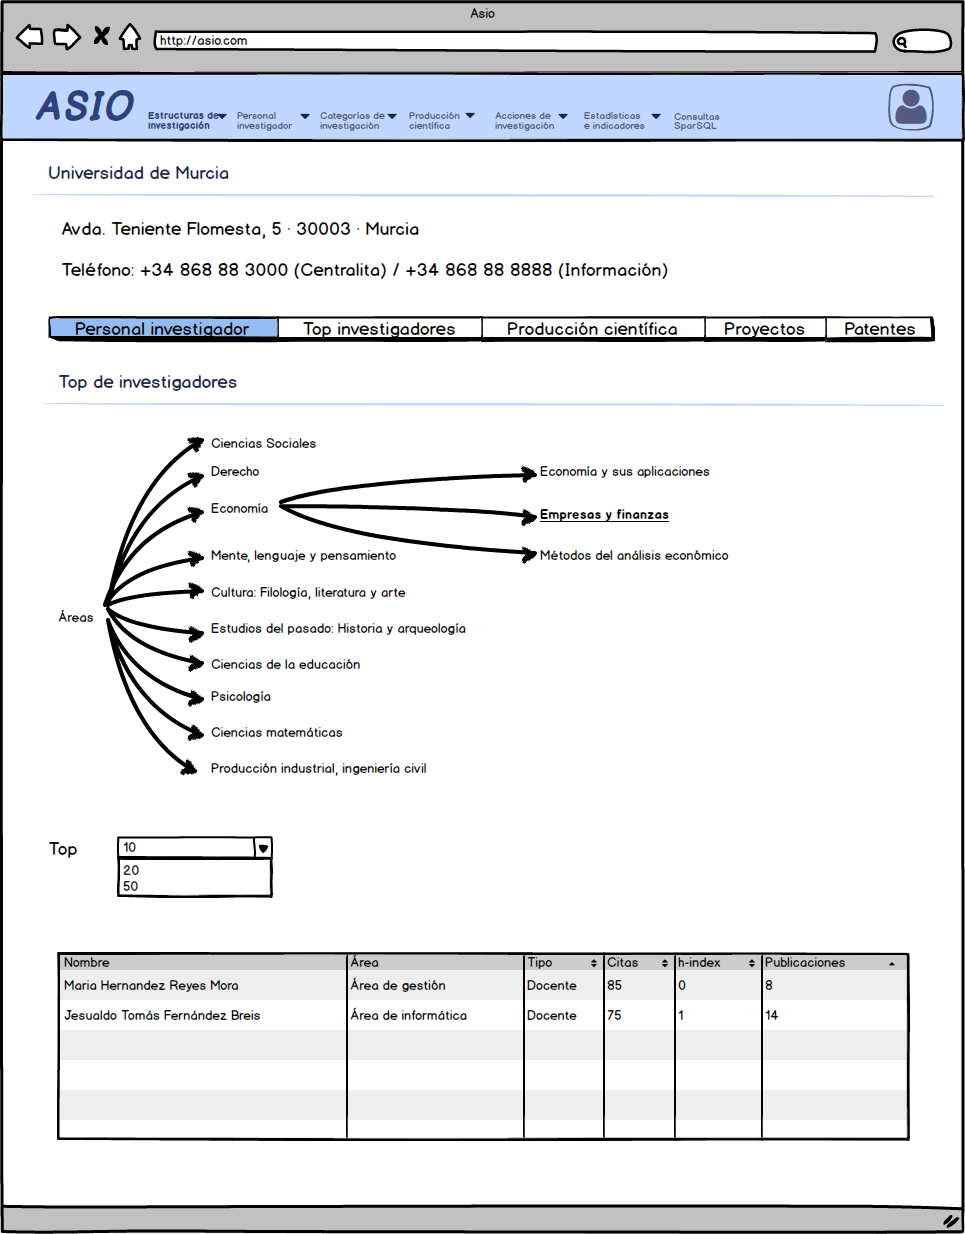 Asio
http://asio.com
ASIO
Estructuras de investigación
Personal investigador
Categorías de investigación
Producción científica
Acciones de investigación
Estadísticas e indicadores
Consultas SparSQL
Universidad de Murcia
Avda. Teniente Flomesta, 5 · 30003 · Murcia
Teléfono: +34 868 88 3000 (Centralita) / +34 868 88 8888 (Información)
Personal investigador Top investigadores Producción científica Proyectos Patentes
Top de investigadores
Ciencias Sociales
Derecho
Economía
Mente, lenguaje y pensamiento
Cultura: Filología, literatura y arte
Áreas
Estudios del pasado: Historia y arqueología
Ciencias de la educación
Psicología
Ciencias matemáticas
Producción industrial, ingeniería civil
Economía y sus aplicaciones
Empresas y finanzas
Métodos del análisis económico
Top 10
20
50
Nombre Área Tipo Citas h-index Publicaciones
Maria Hernandez Reyes Mora Área de gestión Docente 85 0 8
Jesualdo Tomás Fernández Breis Área de informática Docente 75 1 14